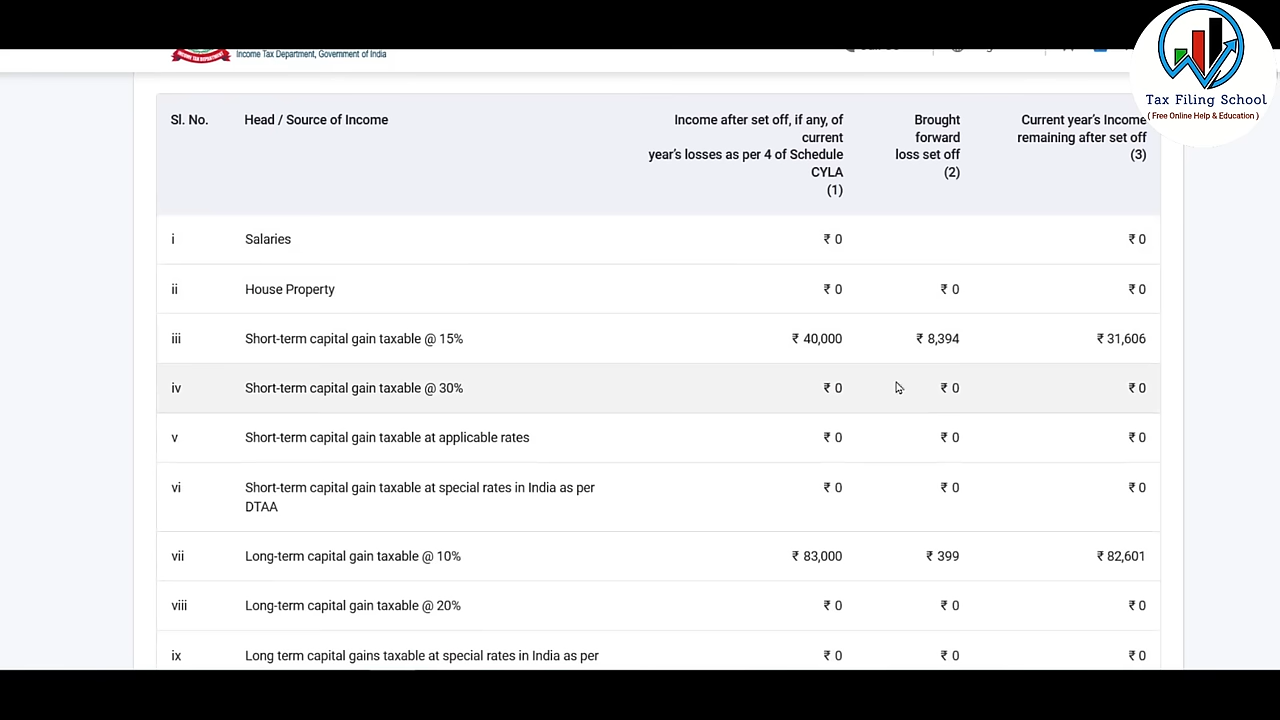 Income Tax Department, Government of India
Tax Filing School
( Free Online Help & Education )
Sl. No. Head / Source of Income Income after set off, if any, of Brought Current year's Income
current forward remaining after set off
year's losses as per 4 of Schedule loss set off (3)
CYLA (2)
(1)
i Salaries ₹ 0 ₹ 0
ii House Property ₹ 0 ₹ 0 ₹ 0
iii Short-term capital gain taxable @ 15% ₹ 40,000 ₹ 8,394 ₹ 31,606
iv Short-term capital gain taxable @ 30% ₹ 0 ₹ 0 ₹ 0
v Short-term capital gain taxable at applicable rates ₹ 0 ₹ 0 ₹ 0
vi Short-term capital gain taxable at special rates in India as per ₹ 0 ₹ 0 ₹ 0
DTAA
vii Long-term capital gain taxable @ 10% ₹ 83,000 ₹ 399 ₹ 82,601
viii Long-term capital gain taxable @ 20% ₹ 0 ₹ 0 ₹ 0
ix Long term capital gains taxable at special rates in India as per ₹ 0 ₹ 0 ₹ 0